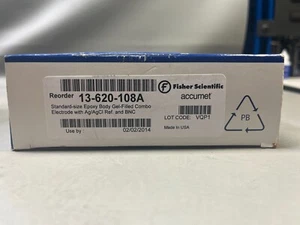 Reorder 13-620-108A
Standard-size Epoxy Body Gel-Filled Combo
Electrode with Ag/AgCl Ref. and BNC
Use by 02/02/2014
Fisher Scientific
accumet
LOT CODE: VQP1
Made in USA
PB